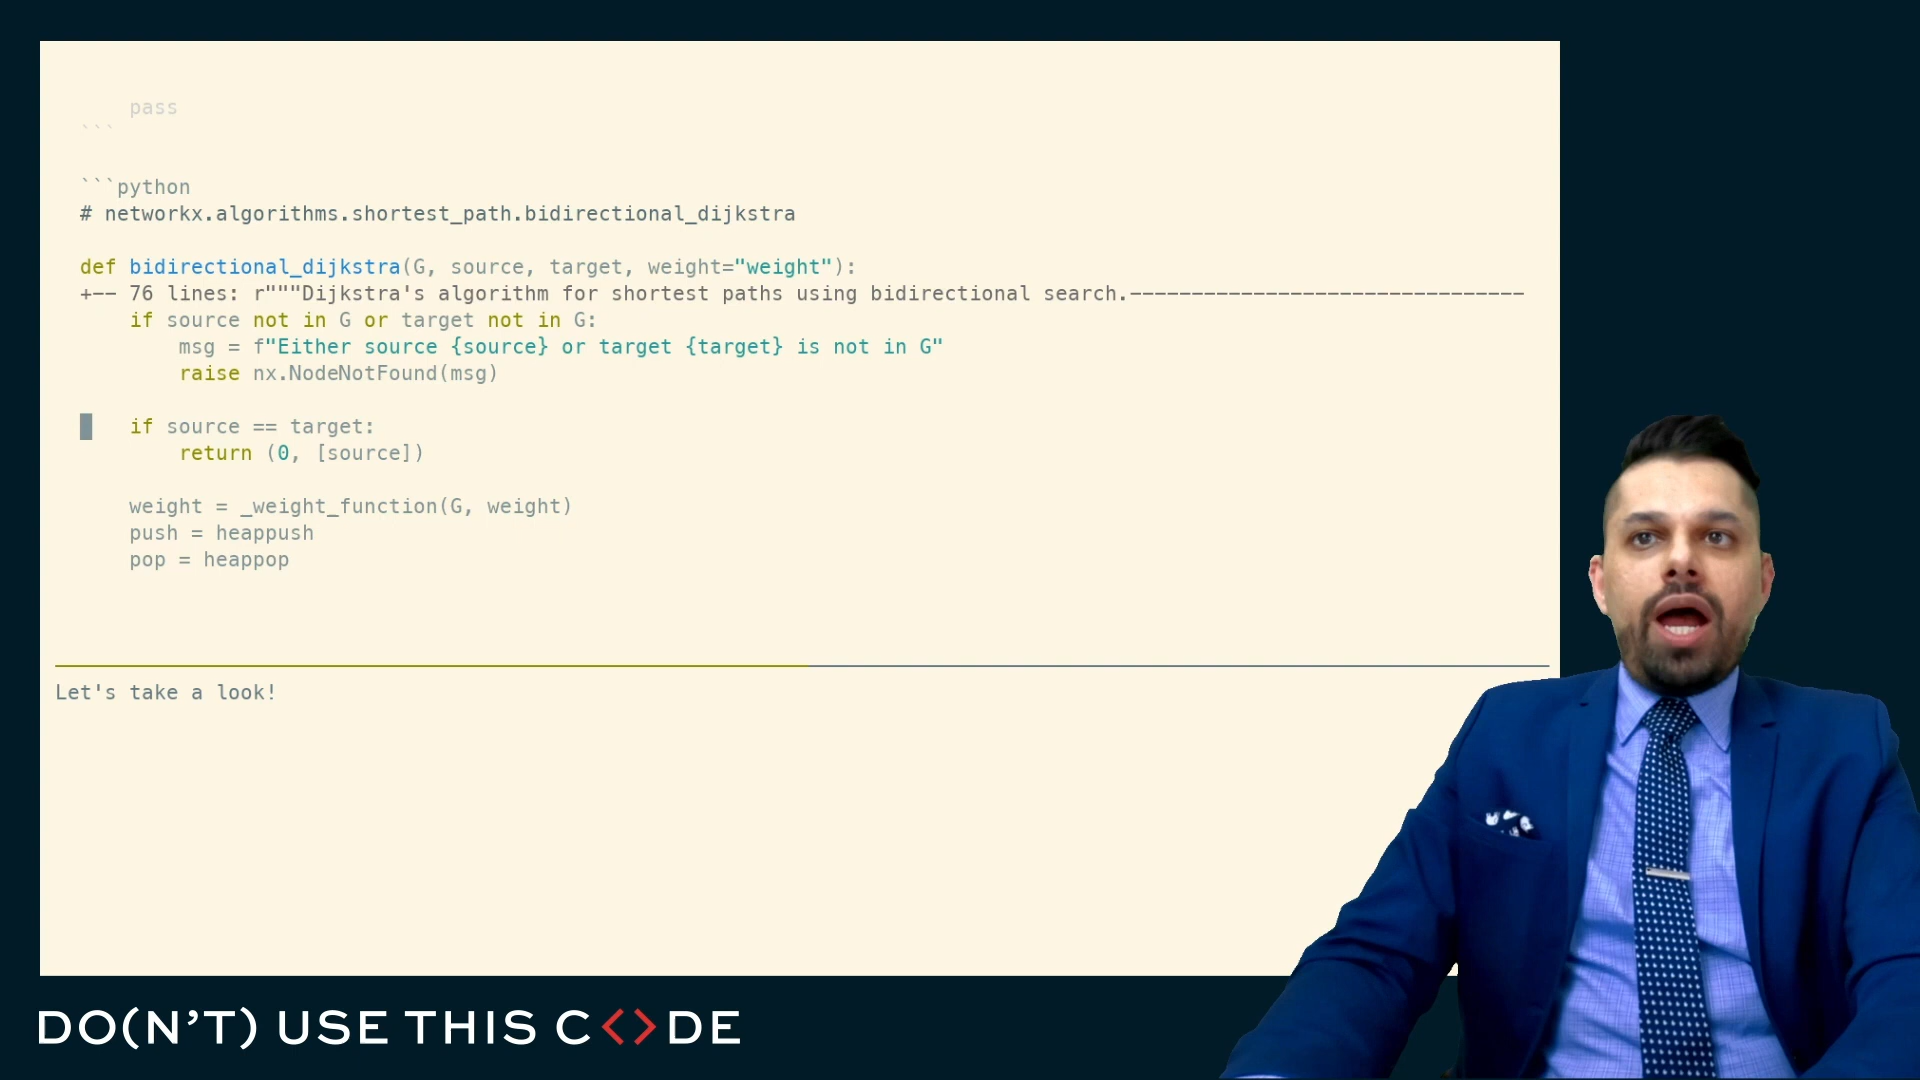 pass
```
```python
# networkx.algorithms.shortest_path.bidirectional_dijkstra
def bidirectional_dijkstra(G, source, target, weight="weight"):
+-- 76 lines: r"""Dijkstra's algorithm for shortest paths using bidirectional search.--------------------------------
if source not in G or target not in G:
msg = f"Either source {source} or target {target} is not in G"
raise nx.NodeNotFound(msg)
if source == target:
return (0, [source])
weight = _weight_function(G, weight)
push = heappush
pop = heappop
Let's take a look!
DO(N'T) USE THIS C<>DE